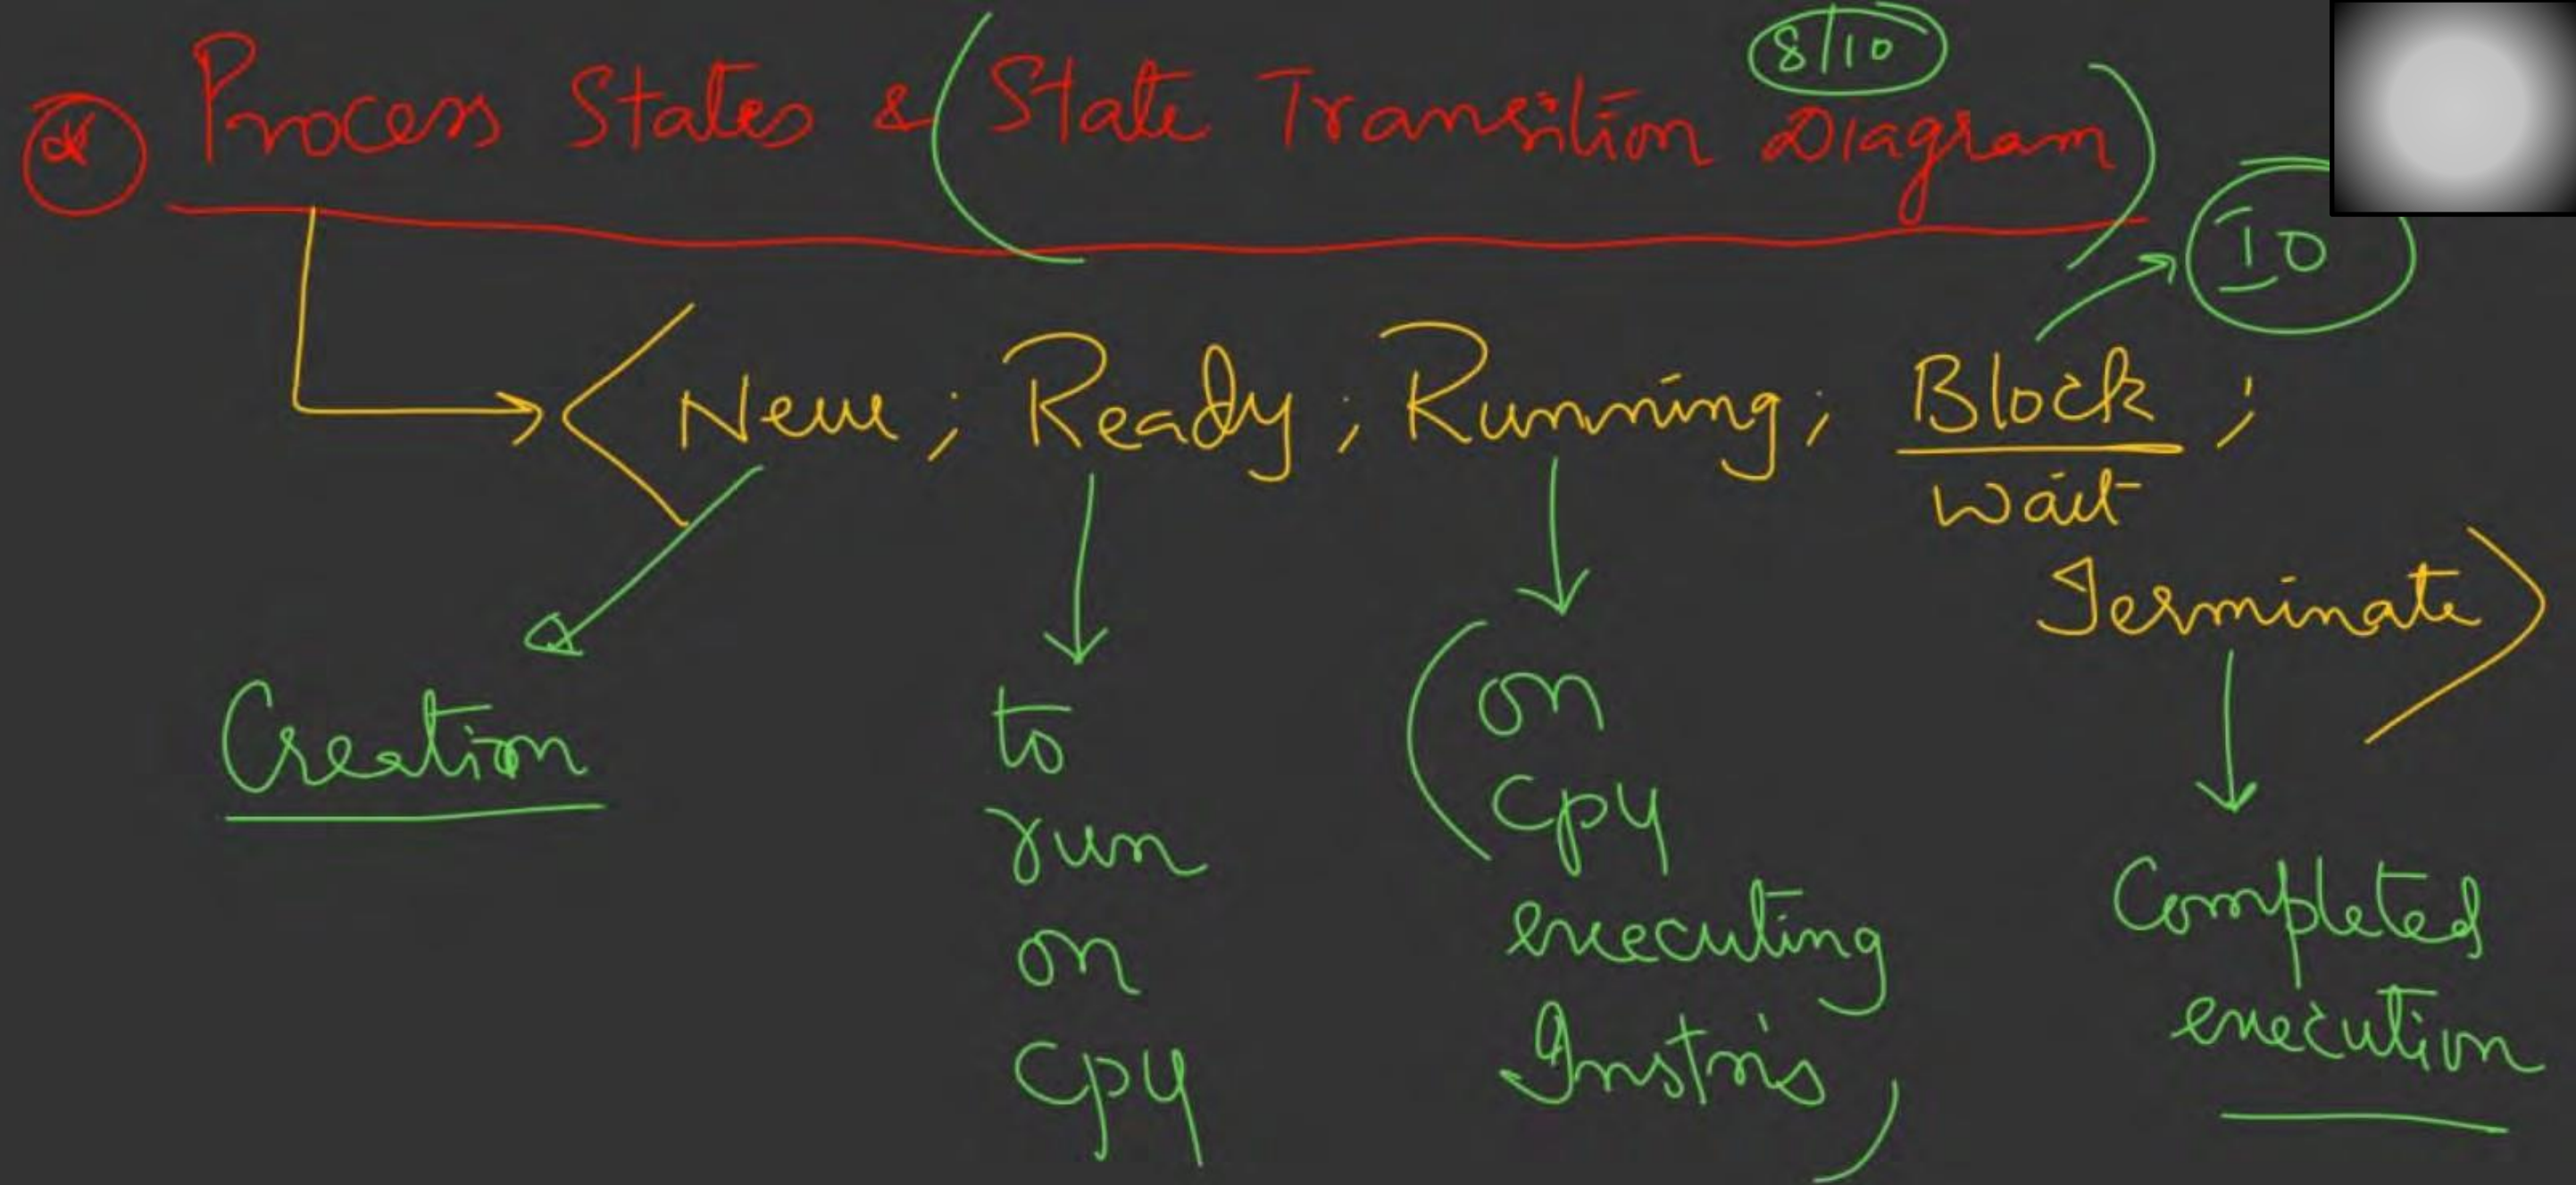 8/10
* Process States & (State Transition Diagram)
IO
<New ; Ready ; Running ; Block ;
Wait
Terminate>
Creation
to
run
on
CPU
(on
CPU
executing
Instrns)
Completed
execution